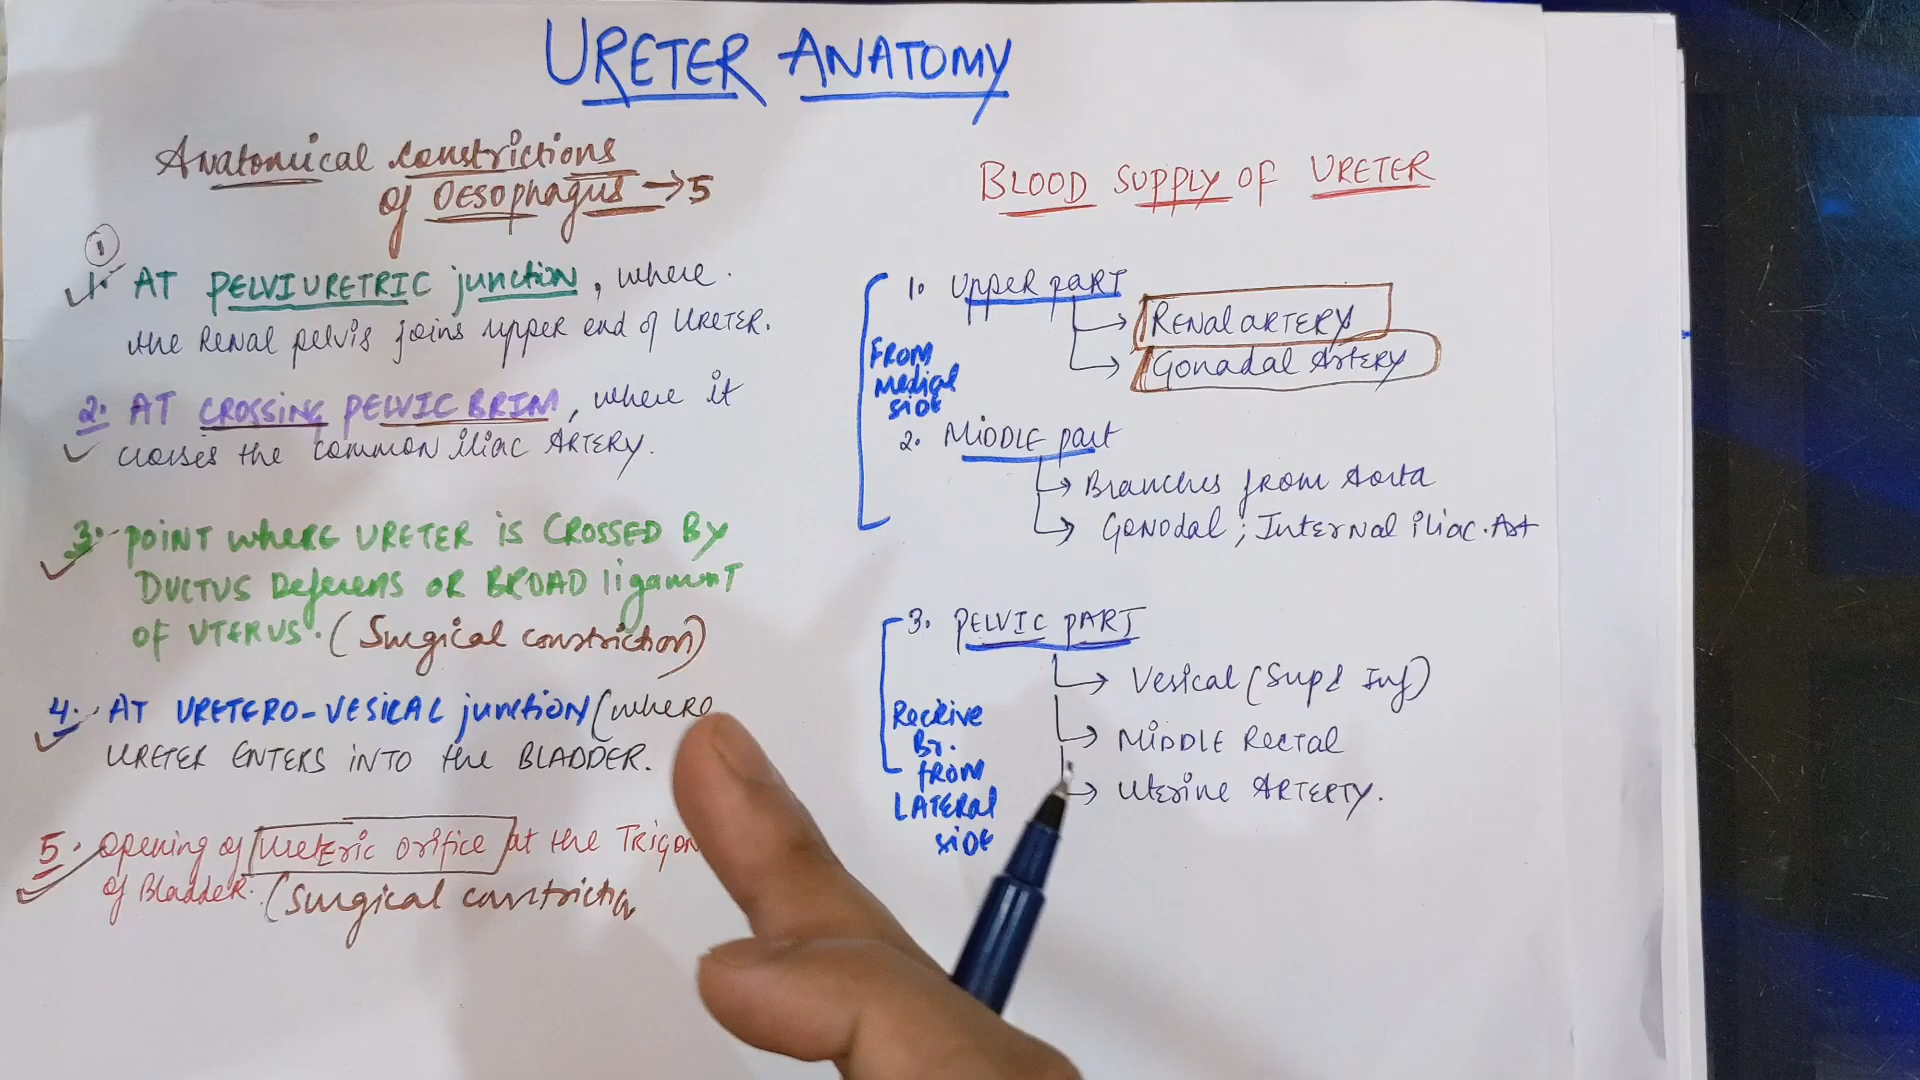 URETER ANATOMY
Anatomical constrictions
of OESophagus → 5
1
1. AT PELVIURETRIC junction, where
the Renal pelvis joins upper end of URETER.
2. AT CROSSING PELVIC BRIM, where it
crosses the common iliac ARTERY.
3. POINT WHERE URETER iS CROSSED By
DUCTUS Deferens OR BROAD ligament
OF UTERUS. (Surgical constriction)
4. AT URETERO-VESICAL junction (where
URETER ENTERS iNTO the BLADDER.
5. Opening of Ureteric orifice at the TRIGON
of Bladder. (Surgical constrictio
BLOOD SUPPLY OF URETER
1. Upper paRT
→ RENal aRTERY
→ Gonadal Artery
FROM
Medical
SiDE
2. MiDDLE part
→ Branches from Aorta
→ GONOdal ; INTERNal iliac. Art
3. PELVIC PART
→ Vesical (Sup & Inf)
→ MiDDLE RECTAL
→ Uterine ARTERTY.
Receive
Br.
from
LATERal
SiDE